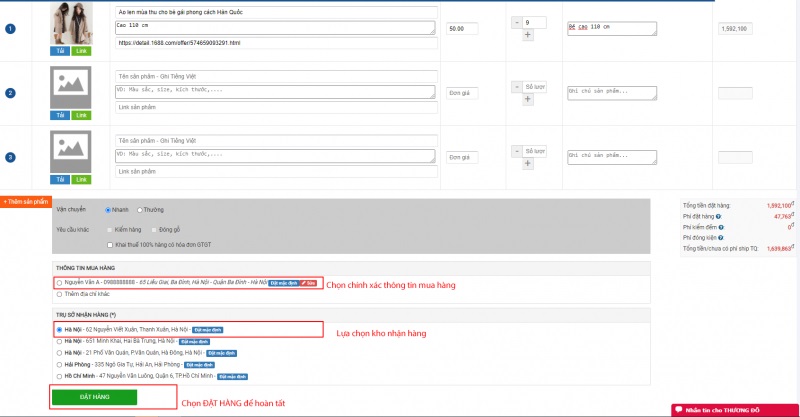 Áo len mùa thu cho bé gái phong cách Hàn Quốc
1
Cao 110 cm
50.00
-
9
+
Bé cao 110 cm
1,592,100
https://detail.1688.com/offer/574659093291.html
Tải Link
Tên sản phẩm - Ghi Tiếng Việt
2
VD: Màu sắc, size, kích thước,....
Đơn giá
-
Số lượn
+
Ghi chú sản phẩm...
Link sản phẩm
Tải Link
Tên sản phẩm - Ghi Tiếng Việt
3
VD: Màu sắc, size, kích thước,....
Đơn giá
-
Số lượn
+
Ghi chú sản phẩm...
Link sản phẩm
Tải Link
+ Thêm sản phẩm
Vận chuyển Nhanh Thường
Yêu cầu khác Kiểm hàng Đóng gỗ
Khai thuế 100% hàng có hóa đơn GTGT
Tổng tiền đặt hàng: 1,592,100đ
Phí đặt hàng ? 47,763đ
Phí kiểm đếm ? 0đ
Phí đóng kiện ?:
Tổng tiền/chưa có phí ship TQ: 1,639,863đ
THÔNG TIN MUA HÀNG
Nguyễn Văn A - 0988888888 - 65 Liễu Giai, Ba Đình, Hà Nội - Quận Ba Đình - Hà Nội Đặt mặc định Sửa
Chọn chính xác thông tin mua hàng
Thêm địa chỉ khác
TRỤ SỞ NHẬN HÀNG (*)
Hà Nội - 62 Nguyễn Viết Xuân, Thanh Xuân, Hà Nội - Đặt mặc định
Lựa chọn kho nhận hàng
Hà Nội - 651 Minh Khai, Hai Bà Trưng, Hà Nội - Đặt mặc định
Hà Nội - 21 Phố Văn Quán, P.Văn Quán, Hà Đông, Hà Nội - Đặt mặc định
Hải Phòng - 335 Ngô Gia Tự, Hải An, Hải Phòng - Đặt mặc định
Hồ Chí Minh - 47 Nguyễn Văn Luông, Quận 6, TP.Hồ Chí Minh - Đặt mặc định
ĐẶT HÀNG
Chọn ĐẶT HÀNG để hoàn tất
Nhắn tin cho THƯƠNG ĐÔ